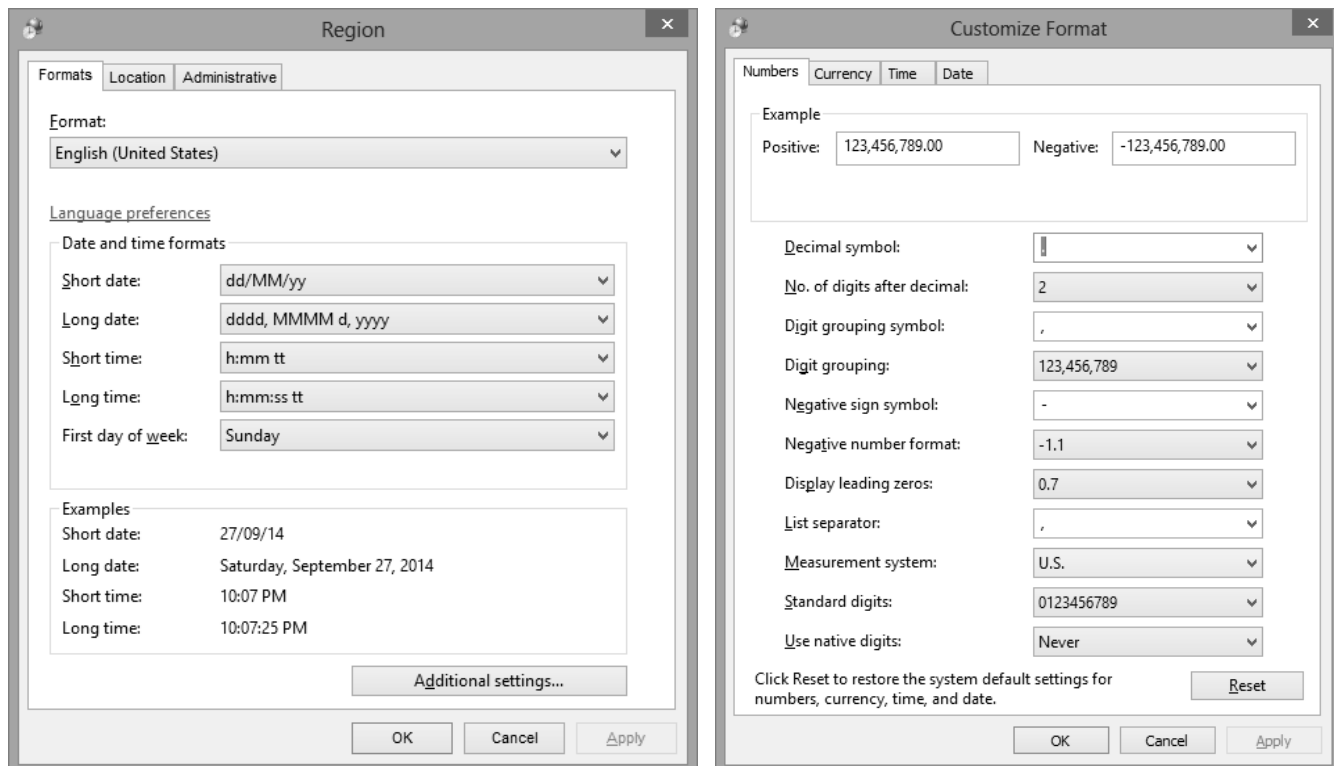 Region
Formats Location Administrative
Format:
English (United States)
Language preferences
Date and time formats
Short date: dd/MM/yy
Long date: dddd, MMMM d, yyyy
Short time: h:mm tt
Long time: h:mm:ss tt
First day of week: Sunday
Examples
Short date: 27/09/14
Long date: Saturday, September 27, 2014
Short time: 10:07 PM
Long time: 10:07:25 PM
Additional settings...
OK Cancel Apply
Customize Format
Numbers Currency Time Date
Example
Positive: 123,456,789.00 Negative: -123,456,789.00
Decimal symbol: .
No. of digits after decimal: 2
Digit grouping symbol: ,
Digit grouping: 123,456,789
Negative sign symbol: -
Negative number format: -1.1
Display leading zeros: 0.7
List separator: ,
Measurement system: U.S.
Standard digits: 0123456789
Use native digits: Never
Click Reset to restore the system default settings for
numbers, currency, time, and date.
Reset
OK Cancel Apply